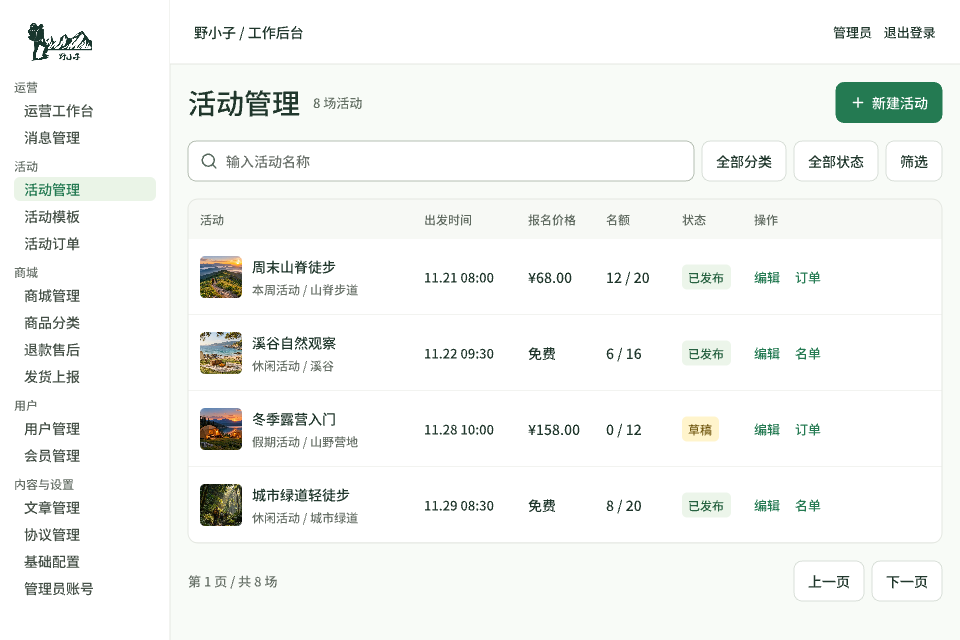 野小子
野小子 / 工作后台
管理员 退出登录
运营
运营工作台
消息管理
活动
活动管理
活动模板
活动订单
商城
商城管理
商品分类
退款售后
发货上报
用户
用户管理
会员管理
内容与设置
文章管理
协议管理
基础配置
管理员账号
活动管理 8 场活动
+ 新建活动
输入活动名称
全部分类 全部状态 筛选
活动 出发时间 报名价格 名额 状态 操作
周末山脊徒步
本周活动 / 山脊步道
11.21 08:00 ¥68.00 12 / 20 已发布 编辑 订单
溪谷自然观察
休闲活动 / 溪谷
11.22 09:30 免费 6 / 16 已发布 编辑 名单
冬季露营入门
假期活动 / 山野营地
11.28 10:00 ¥158.00 0 / 12 草稿 编辑 订单
城市绿道轻徒步
休闲活动 / 城市绿道
11.29 08:30 免费 8 / 20 已发布 编辑 名单
第 1 页 / 共 8 场
上一页 下一页